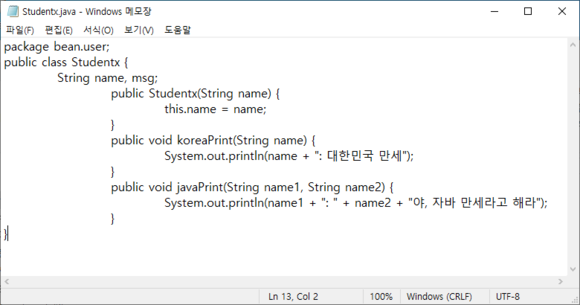 Studentx.java - Windows 메모장
파일(F) 편집(E) 서식(O) 보기(V) 도움말
package bean.user;
public class Studentx {
String name, msg;
public Studentx(String name) {
this.name = name;
}
public void koreaPrint(String name) {
System.out.println(name + ": 대한민국 만세");
}
public void javaPrint(String name1, String name2) {
System.out.println(name1 + ": " + name2 + "야, 자바 만세라고 해라");
}
}
Ln 13, Col 2 100% Windows (CRLF) UTF-8